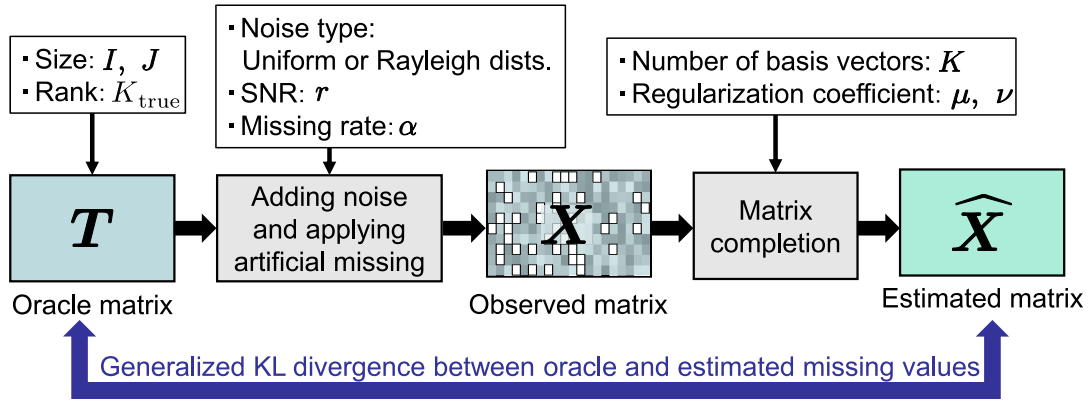 · Size: I, J
· Rank: K_true
· Noise type:
Uniform or Rayleigh dists.
· SNR: r
· Missing rate: α
· Number of basis vectors: K
· Regularization coefficient: μ, ν
T
Adding noise
and applying
artificial missing
X
Matrix
completion
X̂
Oracle matrix
Observed matrix
Estimated matrix
Generalized KL divergence between oracle and estimated missing values